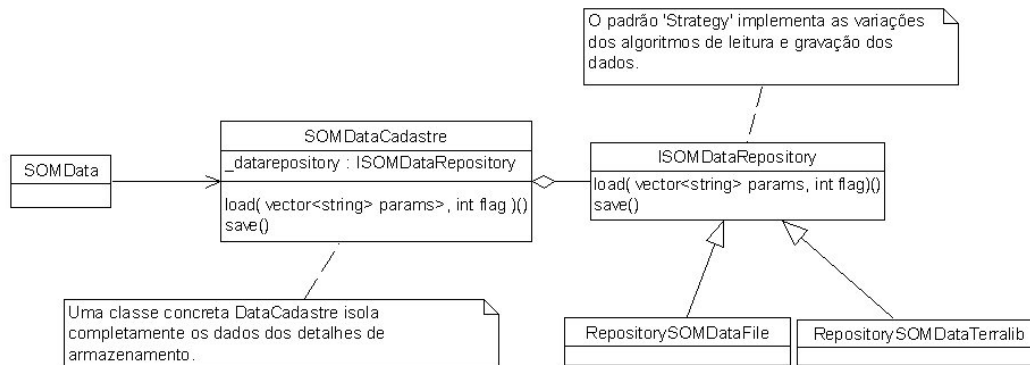 O padrão 'Strategy' implementa as variações
dos algoritmos de leitura e gravação dos
dados.
SOMData
SOMDataCadastre
_datarepository : ISOMDataRepository
load( vector<string> params> , int flag )()
save()
ISOMDataRepository
load( vector<string> params, int flag)()
save()
Uma classe concreta DataCadastre isola
completamente os dados dos detalhes de
armazenamento.
RepositorySOMDataFile
RepositorySOMDataTerralib